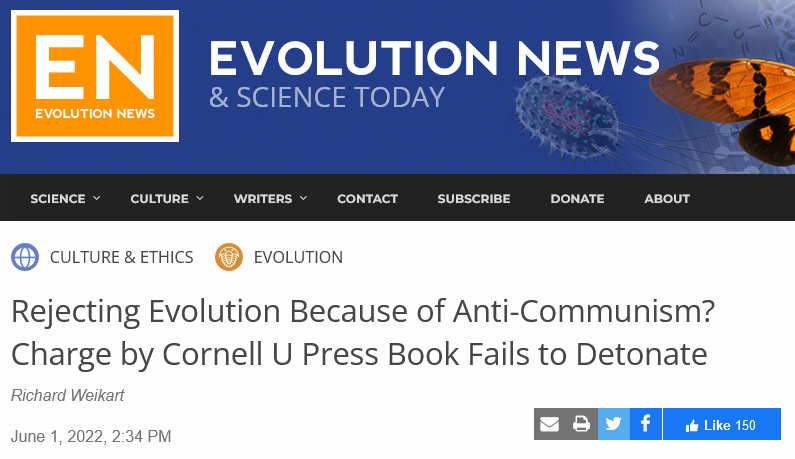 EN
EVOLUTION NEWS
EVOLUTION NEWS
& SCIENCE TODAY
SCIENCE CULTURE WRITERS CONTACT SUBSCRIBE DONATE ABOUT
CULTURE & ETHICS EVOLUTION
Rejecting Evolution Because of Anti-Communism?
Charge by Cornell U Press Book Fails to Detonate
Richard Weikart
June 1, 2022, 2:34 PM
Like 150